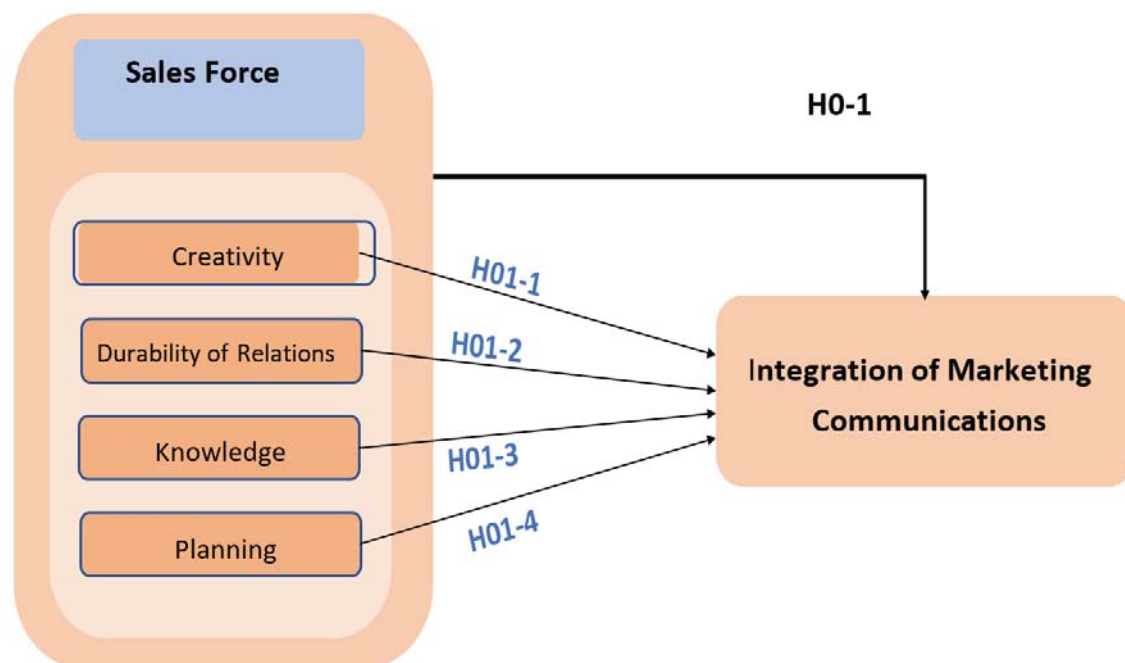 Sales Force
H0-1
Creativity
H01-1
Durability of Relations
H01-2
Knowledge
H01-3
Planning
H01-4
Integration of Marketing
Communications